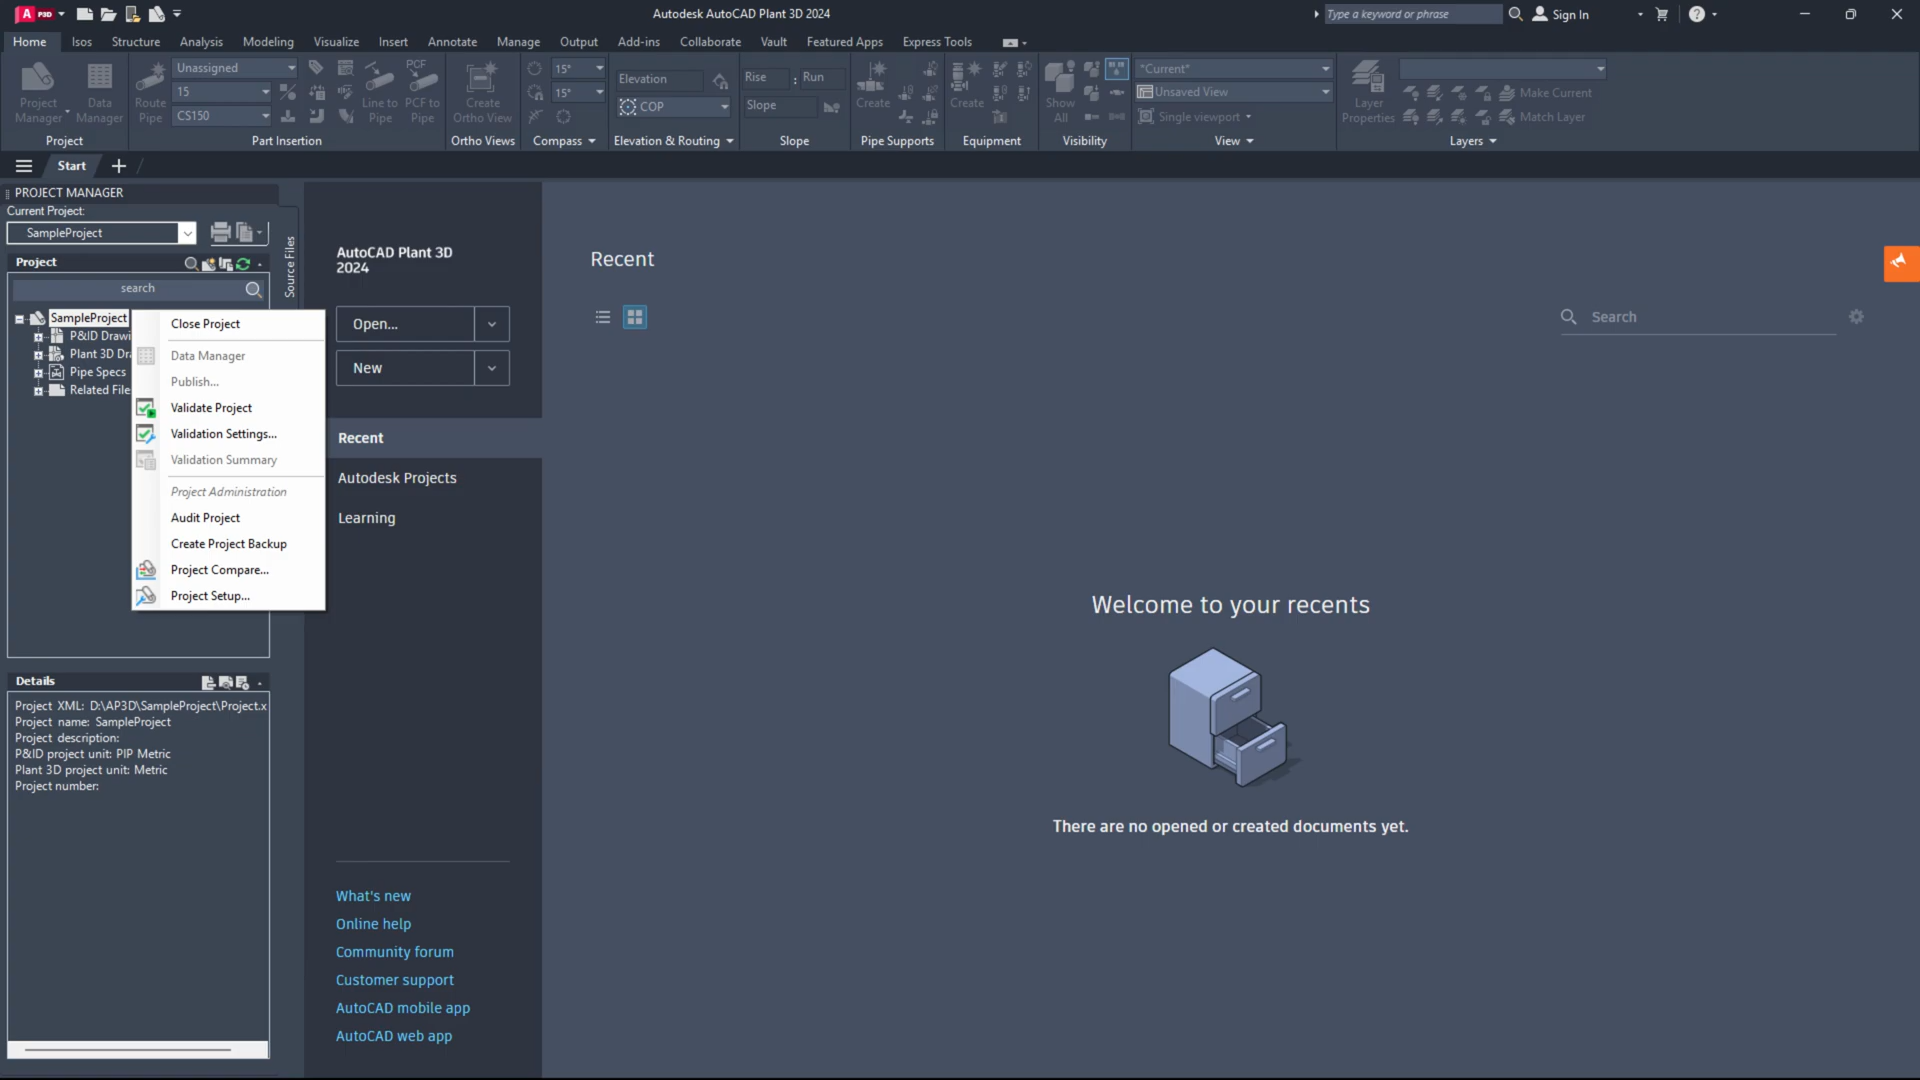 A P3D
Autodesk AutoCAD Plant 3D 2024
Type a keyword or phrase
Sign In
Home
Isos
Structure
Analysis
Modeling
Visualize
Insert
Annotate
Manage
Output
Add-ins
Collaborate
Vault
Featured Apps
Express Tools
Project
Manager
Data
Manager
Project
Route
Pipe
Unassigned
15
CS150
Line to
Pipe
PCF
PCF to
Pipe
Part Insertion
Create
Ortho View
Ortho Views
15°
15°
Compass
Elevation
COP
Elevation & Routing
Rise : Run
Slope
Slope
Create
Pipe Supports
Create
Equipment
Show
All
Visibility
"Current"
Unsaved View
Single viewport
View
Layer
Properties
Make Current
Match Layer
Layers
Start
PROJECT MANAGER
Current Project:
SampleProject
Project
search
Source Files
SampleProject
P&ID Drawi
Plant 3D Dr
Pipe Specs
Related File
Close Project
Data Manager
Publish...
Validate Project
Validation Settings...
Validation Summary
Project Administration
Audit Project
Create Project Backup
Project Compare...
Project Setup...
Details
Project XML: D:\AP3D\SampleProject\Project.x
Project name: SampleProject
Project description:
P&ID project unit: PIP Metric
Plant 3D project unit: Metric
Project number:
AutoCAD Plant 3D
2024
Open...
New
Recent
Autodesk Projects
Learning
What's new
Online help
Community forum
Customer support
AutoCAD mobile app
AutoCAD web app
Recent
Search
Welcome to your recents
There are no opened or created documents yet.